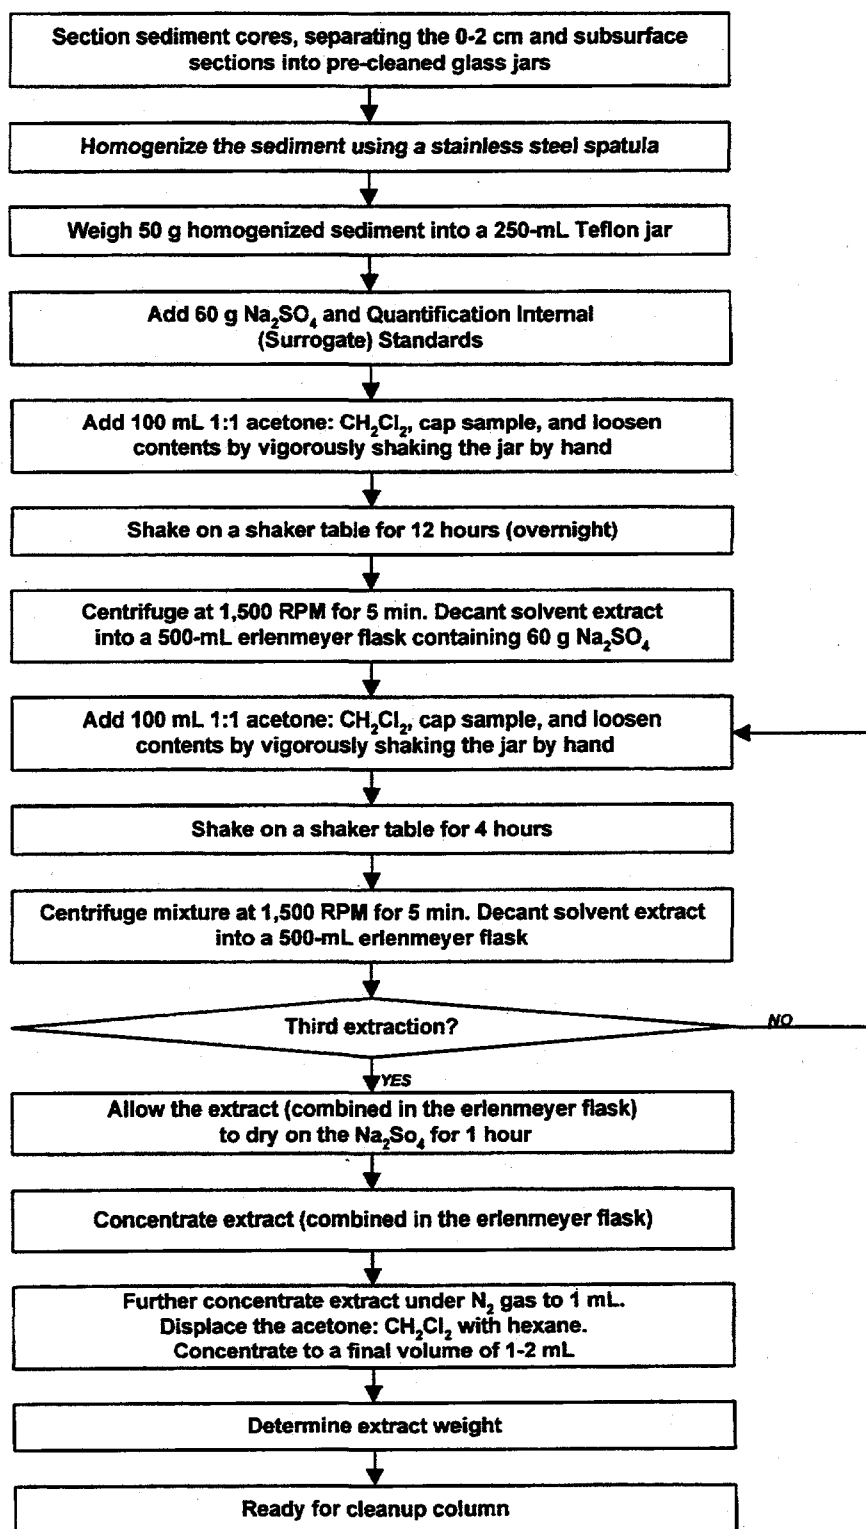 Section sediment cores, separating the 0-2 cm and subsurface
sections into pre-cleaned glass jars
Homogenize the sediment using a stainless steel spatula
Weigh 50 g homogenized sediment into a 250-mL Teflon jar
Add 60 g Na₂SO₄ and Quantification Internal
(Surrogate) Standards
Add 100 mL 1:1 acetone: CH₂Cl₂, cap sample, and loosen
contents by vigorously shaking the jar by hand
Shake on a shaker table for 12 hours (overnight)
Centrifuge at 1,500 RPM for 5 min. Decant solvent extract
into a 500-mL erlenmeyer flask containing 60 g Na₂SO₄
Add 100 mL 1:1 acetone: CH₂Cl₂, cap sample, and loosen
contents by vigorously shaking the jar by hand
Shake on a shaker table for 4 hours
Centrifuge mixture at 1,500 RPM for 5 min. Decant solvent extract
into a 500-mL erlenmeyer flask
Third extraction?
NO
YES
Allow the extract (combined in the erlenmeyer flask)
to dry on the Na₂So₄ for 1 hour
Concentrate extract (combined in the erlenmeyer flask)
Further concentrate extract under N₂ gas to 1 mL.
Displace the acetone: CH₂Cl₂ with hexane.
Concentrate to a final volume of 1-2 mL
Determine extract weight
Ready for cleanup column